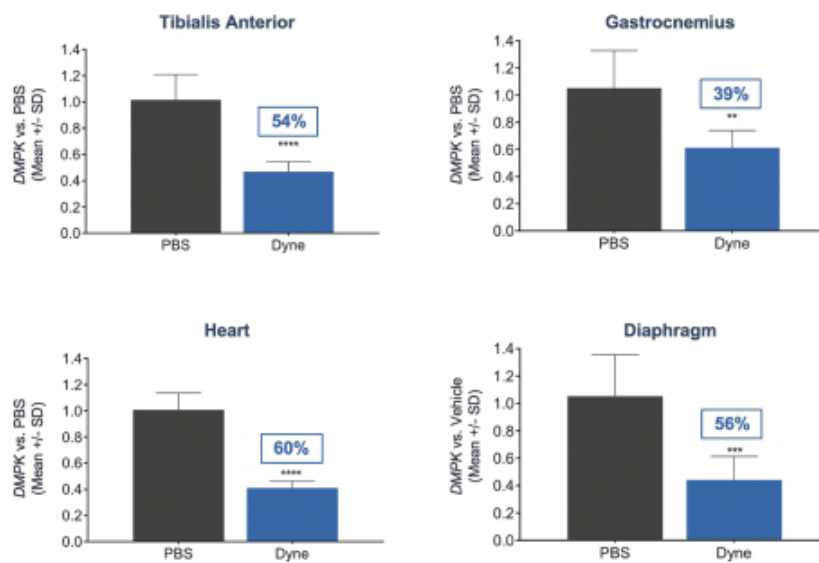 Tibialis Anterior
DMPK vs. PBS
(Mean +/- SD)
1.4
1.2
1.0
0.8
0.6
0.4
0.2
0.0
54%
****
PBS
Dyne
Gastrocnemius
DMPK vs. PBS
(Mean +/- SD)
1.4
1.2
1.0
0.8
0.6
0.4
0.2
0.0
39%
**
PBS
Dyne
Heart
DMPK vs. PBS
(Mean +/- SD)
1.4
1.2
1.0
0.8
0.6
0.4
0.2
0.0
60%
****
PBS
Dyne
Diaphragm
DMPK vs. Vehicle
(Mean +/- SD)
1.4
1.2
1.0
0.8
0.6
0.4
0.2
0.0
56%
***
PBS
Dyne